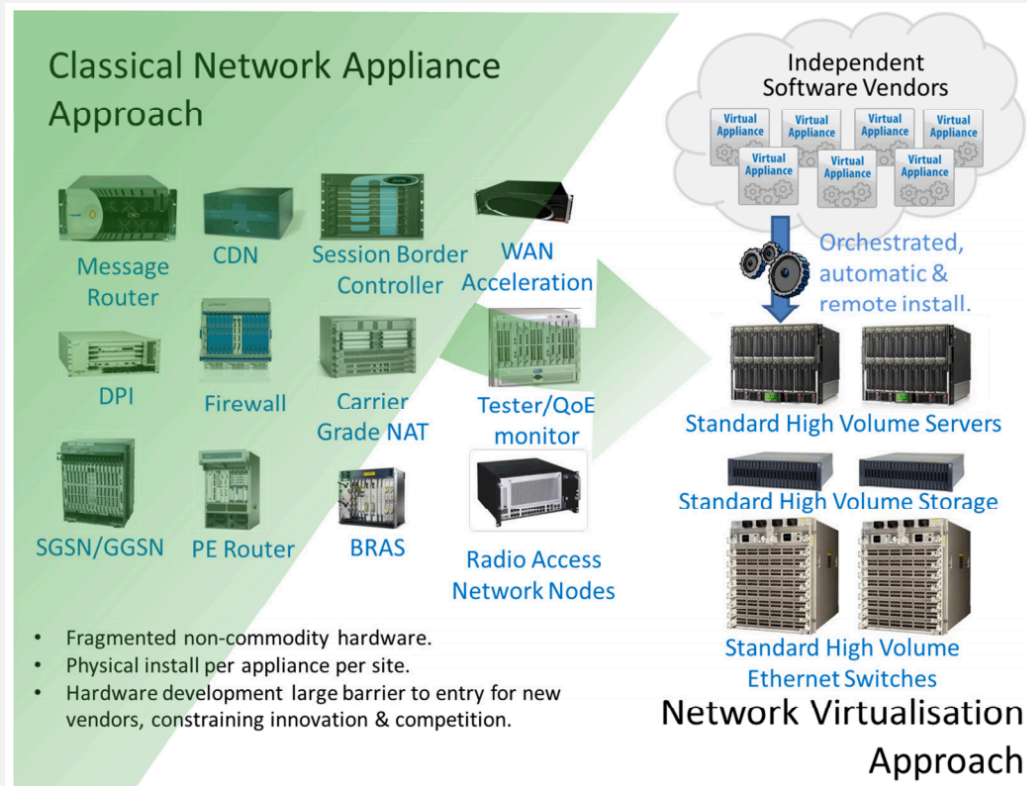 Classical Network Appliance
Approach
Message
Router
CDN
Session Border
Controller
WAN
Acceleration
DPI
Firewall
Carrier
Grade NAT
Tester/QoE
monitor
SGSN/GGSN
PE Router
BRAS
Radio Access
Network Nodes
• Fragmented non-commodity hardware.
• Physical install per appliance per site.
• Hardware development large barrier to entry for new
vendors, constraining innovation & competition.
Independent
Software Vendors
Virtual
Appliance
Virtual
Appliance
Virtual
Appliance
Virtual
Appliance
Virtual
Appliance
Virtual
Appliance
Virtual
Appliance
Orchestrated,
automatic &
remote install.
Standard High Volume Servers
Standard High Volume Storage
Standard High Volume
Ethernet Switches
Network Virtualisation
Approach